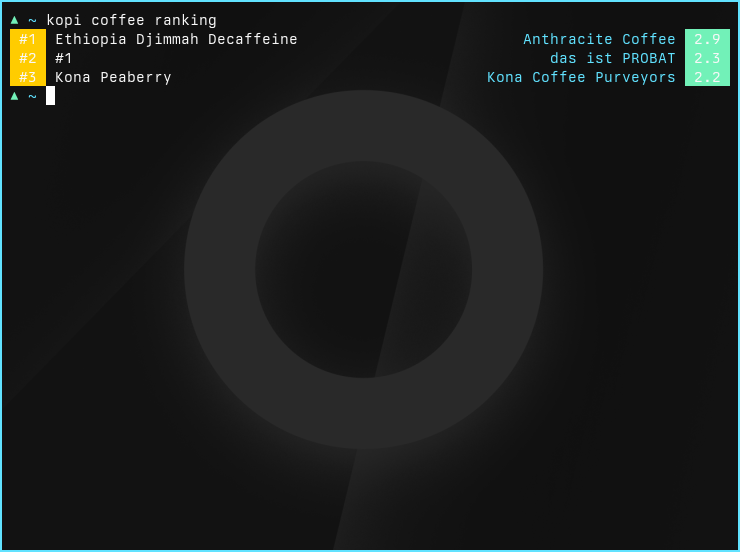 ▲ ~ kopi coffee ranking
#1 Ethiopia Djimmah Decaffeine Anthracite Coffee 2.9
#2 #1 das ist PROBAT 2.3
#3 Kona Peaberry Kona Coffee Purveyors 2.2
▲ ~